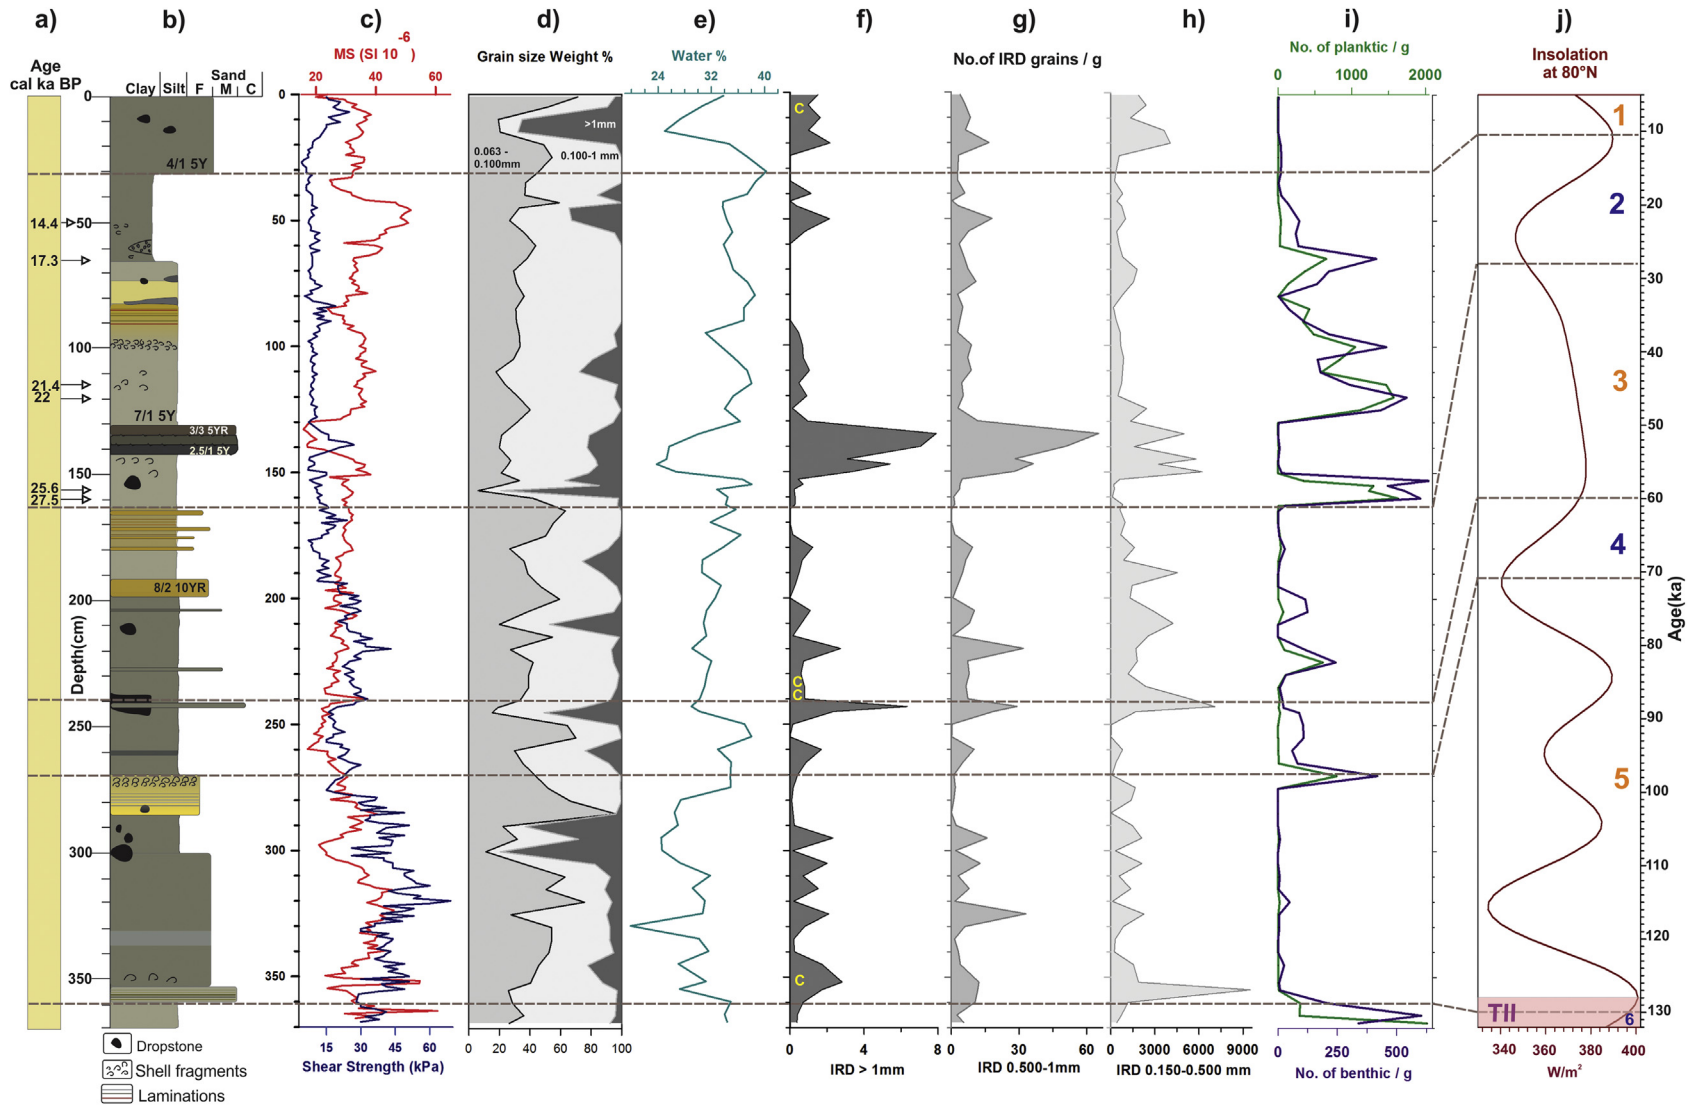 a) b) c) d) e) f) g) h) i) j)
MS (SI 10 -6)
Grain size Weight %
Water %
No.of IRD grains / g
No. of planktic / g
Insolation
at 80°N
Age
cal ka BP
Clay Silt F Sand M C
20 40 60
24 32 40
0 1000 2000
0
50
100
150
200
250
300
350
Depth(cm)
14.4
17.3
21.4
22
25.6
27.5
4/1 5Y
7/1 5Y
3/3 5YR
2.5/1 5Y
8/2 10YR
0
50
100
150
200
250
300
350
>1mm
0.063 -
0.100mm
0.100-1 mm
C
C
C
C
1
2
3
4
5
6
TII
10
20
30
40
50
60
70
80
90
100
110
120
130
Age(ka)
15 30 45 60
Shear Strength (kPa)
0 20 40 60 80 100
0 4 8
IRD > 1mm
0 30 60
IRD 0.500-1mm
0 3000 6000 9000
IRD 0.150-0.500 mm
0 250 500
No. of benthic / g
340 360 380 400
W/m²
Dropstone
Shell fragments
Laminations